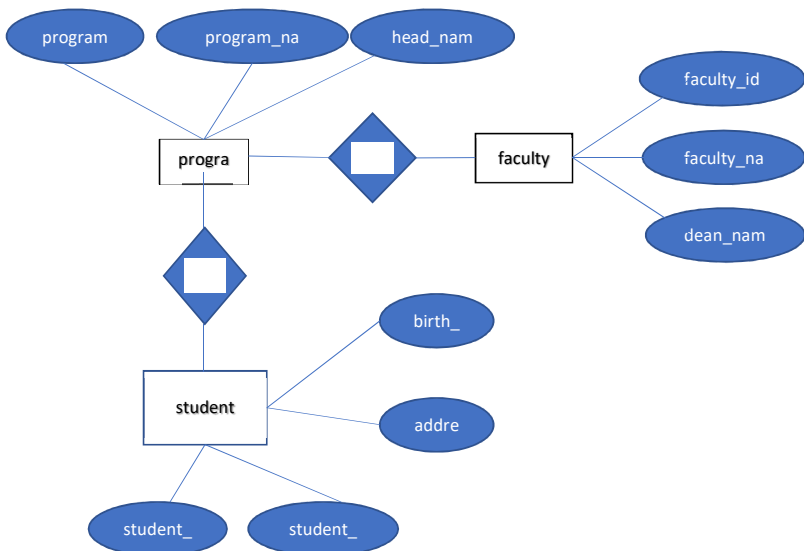 program
program_na
head_nam
faculty_id
progra
faculty
faculty_na
dean_nam
birth_
student
addre
student_
student_